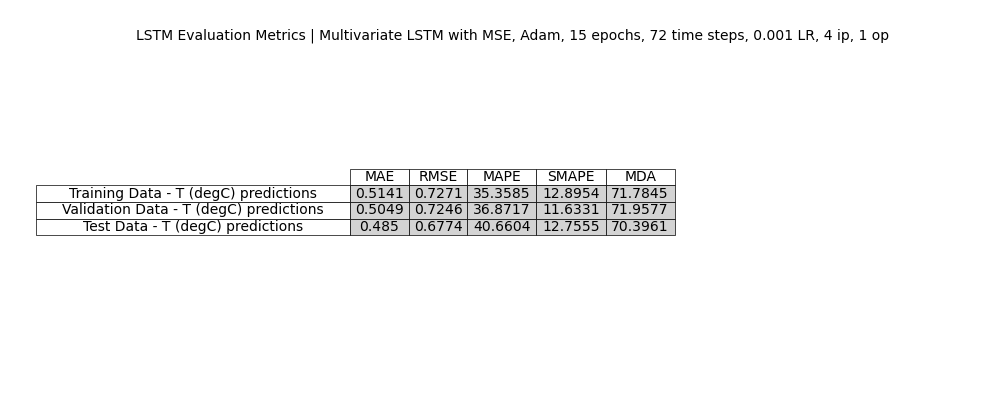 LSTM Evaluation Metrics | Multivariate LSTM with MSE, Adam, 15 epochs, 72 time steps, 0.001 LR, 4 ip, 1 op
MAE RMSE MAPE SMAPE MDA
Training Data - T (degC) predictions 0.5141 0.7271 35.3585 12.8954 71.7845
Validation Data - T (degC) predictions 0.5049 0.7246 36.8717 11.6331 71.9577
Test Data - T (degC) predictions 0.485 0.6774 40.6604 12.7555 70.3961